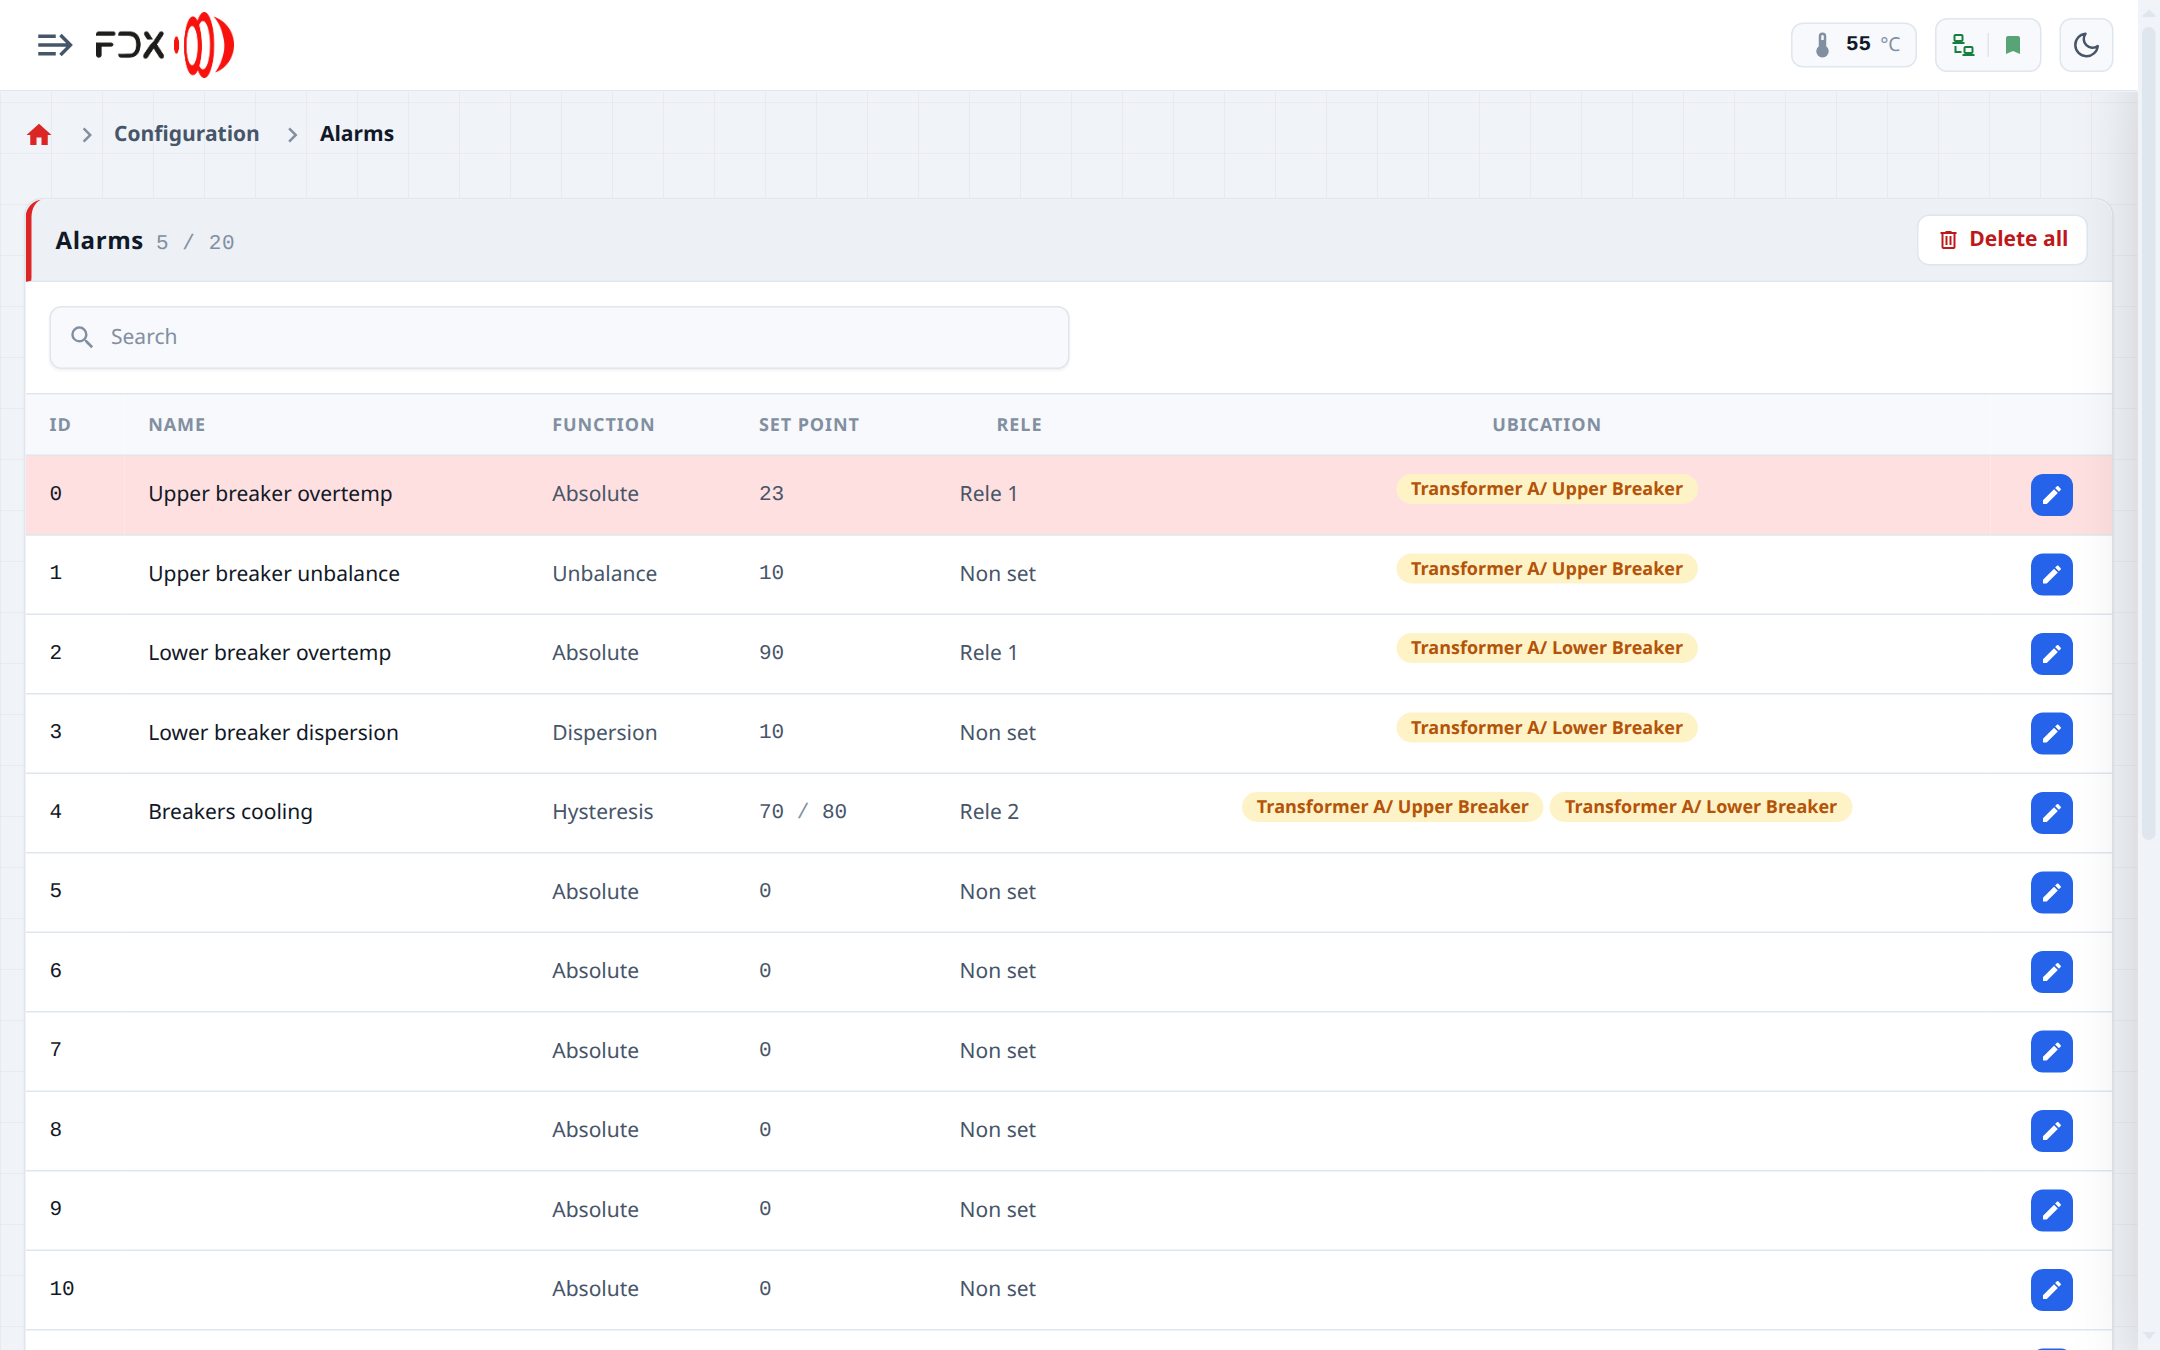 FDX
55 °C
Configuration
Alarms
Alarms 5 / 20
Delete all
Search
ID NAME FUNCTION SET POINT RELE UBICATION
0 Upper breaker overtemp Absolute 23 Rele 1 Transformer A/ Upper Breaker
1 Upper breaker unbalance Unbalance 10 Non set Transformer A/ Upper Breaker
2 Lower breaker overtemp Absolute 90 Rele 1 Transformer A/ Lower Breaker
3 Lower breaker dispersion Dispersion 10 Non set Transformer A/ Lower Breaker
4 Breakers cooling Hysteresis 70 / 80 Rele 2 Transformer A/ Upper Breaker Transformer A/ Lower Breaker
5 Absolute 0 Non set
6 Absolute 0 Non set
7 Absolute 0 Non set
8 Absolute 0 Non set
9 Absolute 0 Non set
10 Absolute 0 Non set